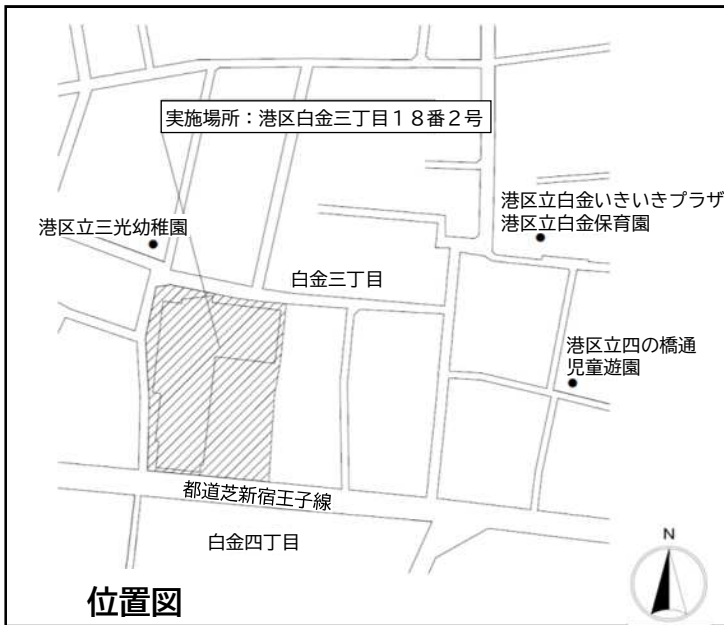 実施場所：港区白金三丁目１８番２号
港区立白金いきいきプラザ
港区立白金保育園
港区立三光幼稚園
白金三丁目
港区立四の橋通
児童遊園
都道芝新宿王子線
白金四丁目
N
位置図